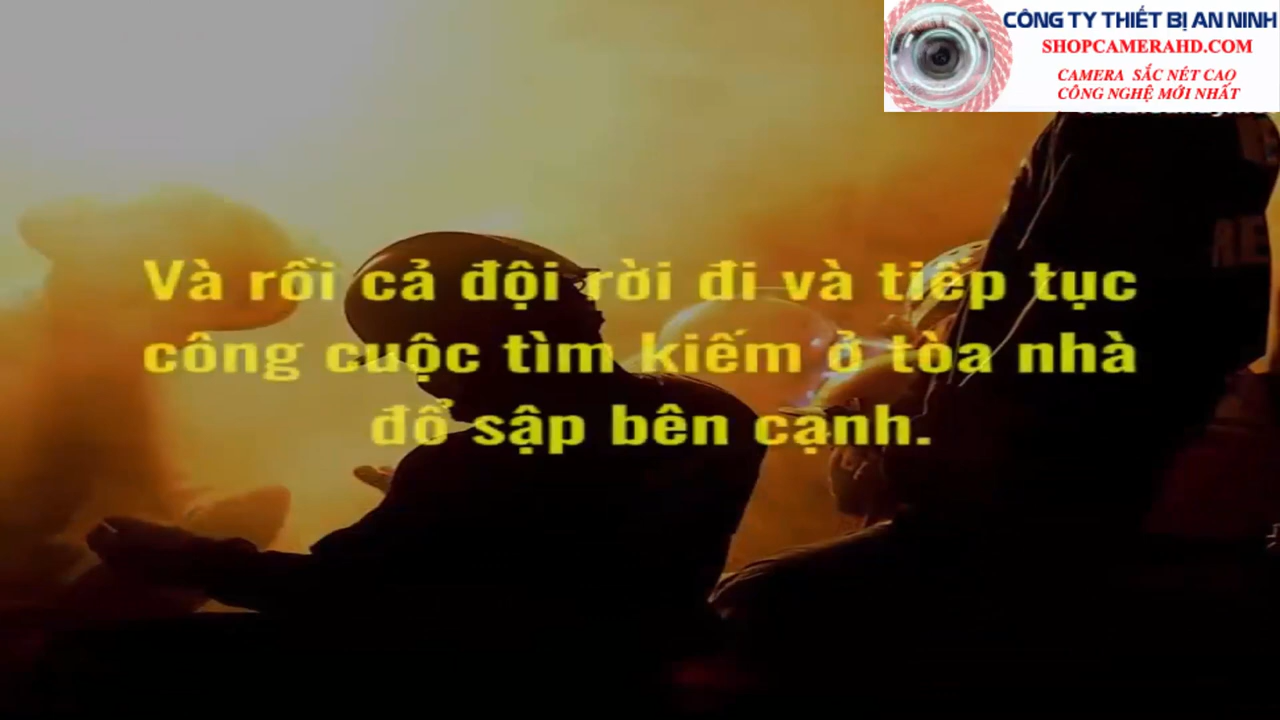 CÔNG TY THIẾT BỊ AN NINH
SHOPCAMERAHD.COM
CAMERA SẮC NÉT CAO
CÔNG NGHỆ MỚI NHẤT
Và rồi cả đội rời đi và tiếp tục
công cuộc tìm kiếm ở tòa nhà
đổ sập bên cạnh.